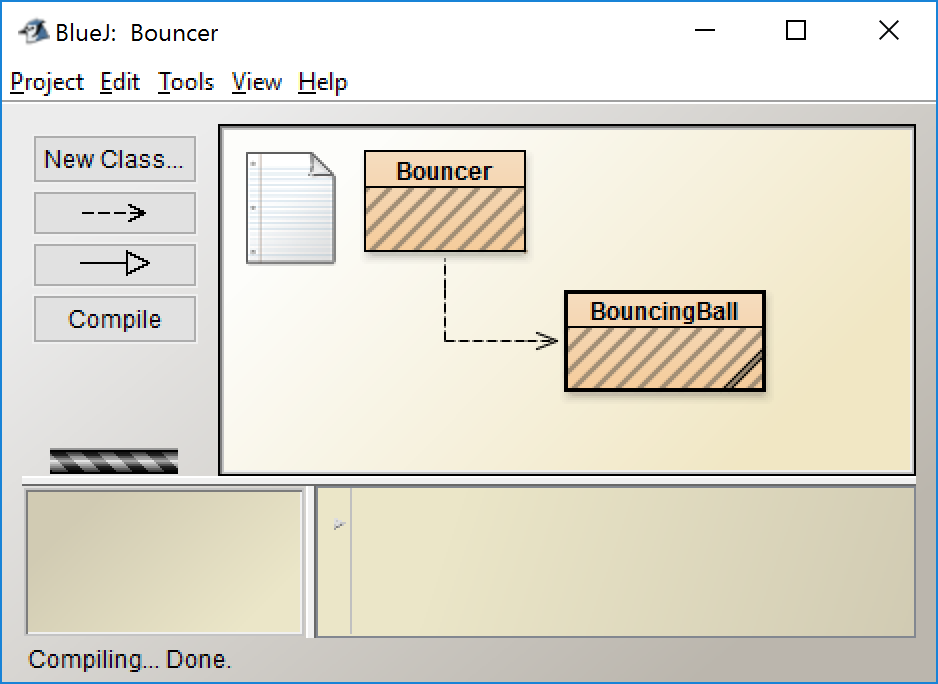 BlueJ: Bouncer
Project Edit Tools View Help
New Class...
Compile
Bouncer
BouncingBall
Compiling... Done.